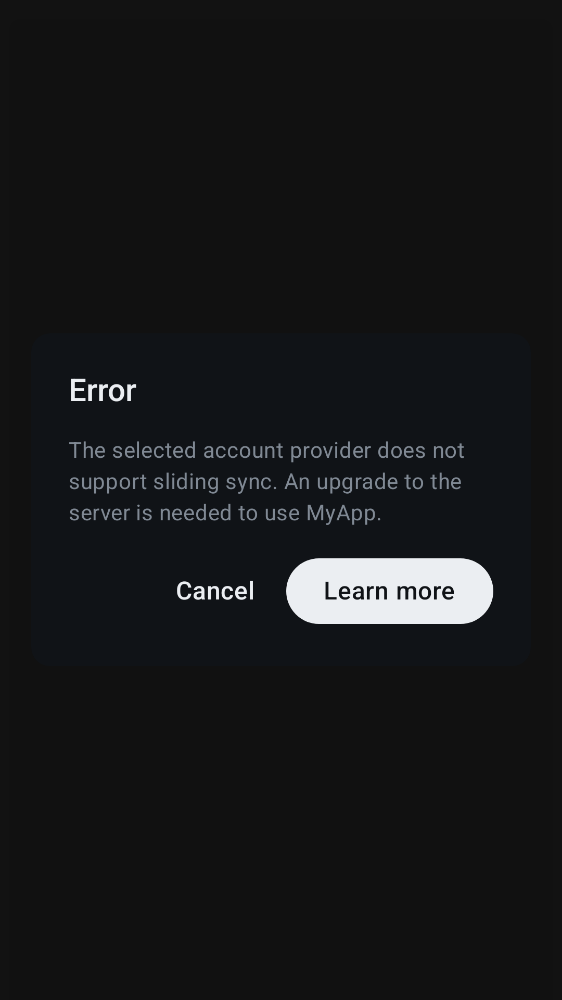 Error
The selected account provider does not
support sliding sync. An upgrade to the
server is needed to use MyApp.
Cancel
Learn more